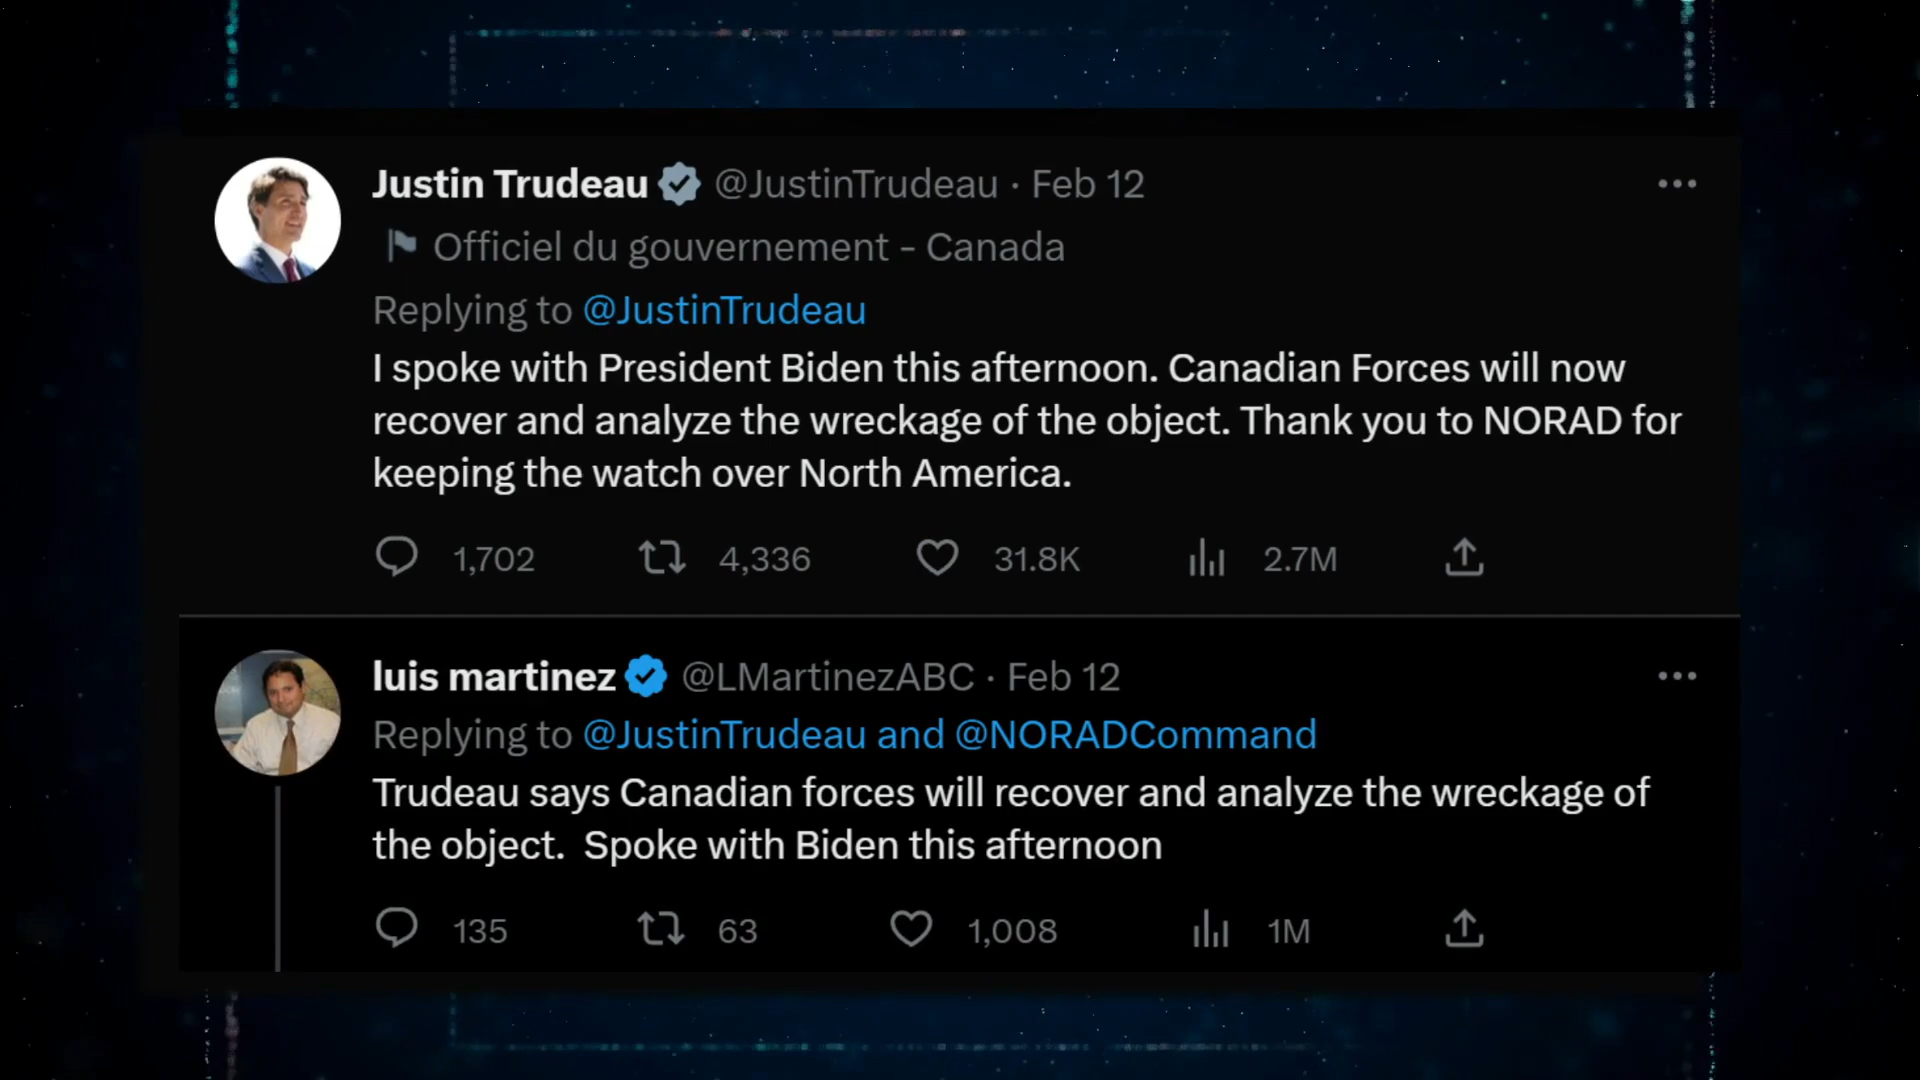 Justin Trudeau @JustinTrudeau · Feb 12
Officiel du gouvernement - Canada
Replying to @JustinTrudeau
I spoke with President Biden this afternoon. Canadian Forces will now
recover and analyze the wreckage of the object. Thank you to NORAD for
keeping the watch over North America.
1,702 4,336 31.8K 2.7M
luis martinez @LMartinezABC · Feb 12
Replying to @JustinTrudeau and @NORADCommand
Trudeau says Canadian forces will recover and analyze the wreckage of
the object.  Spoke with Biden this afternoon
135 63 1,008 1M